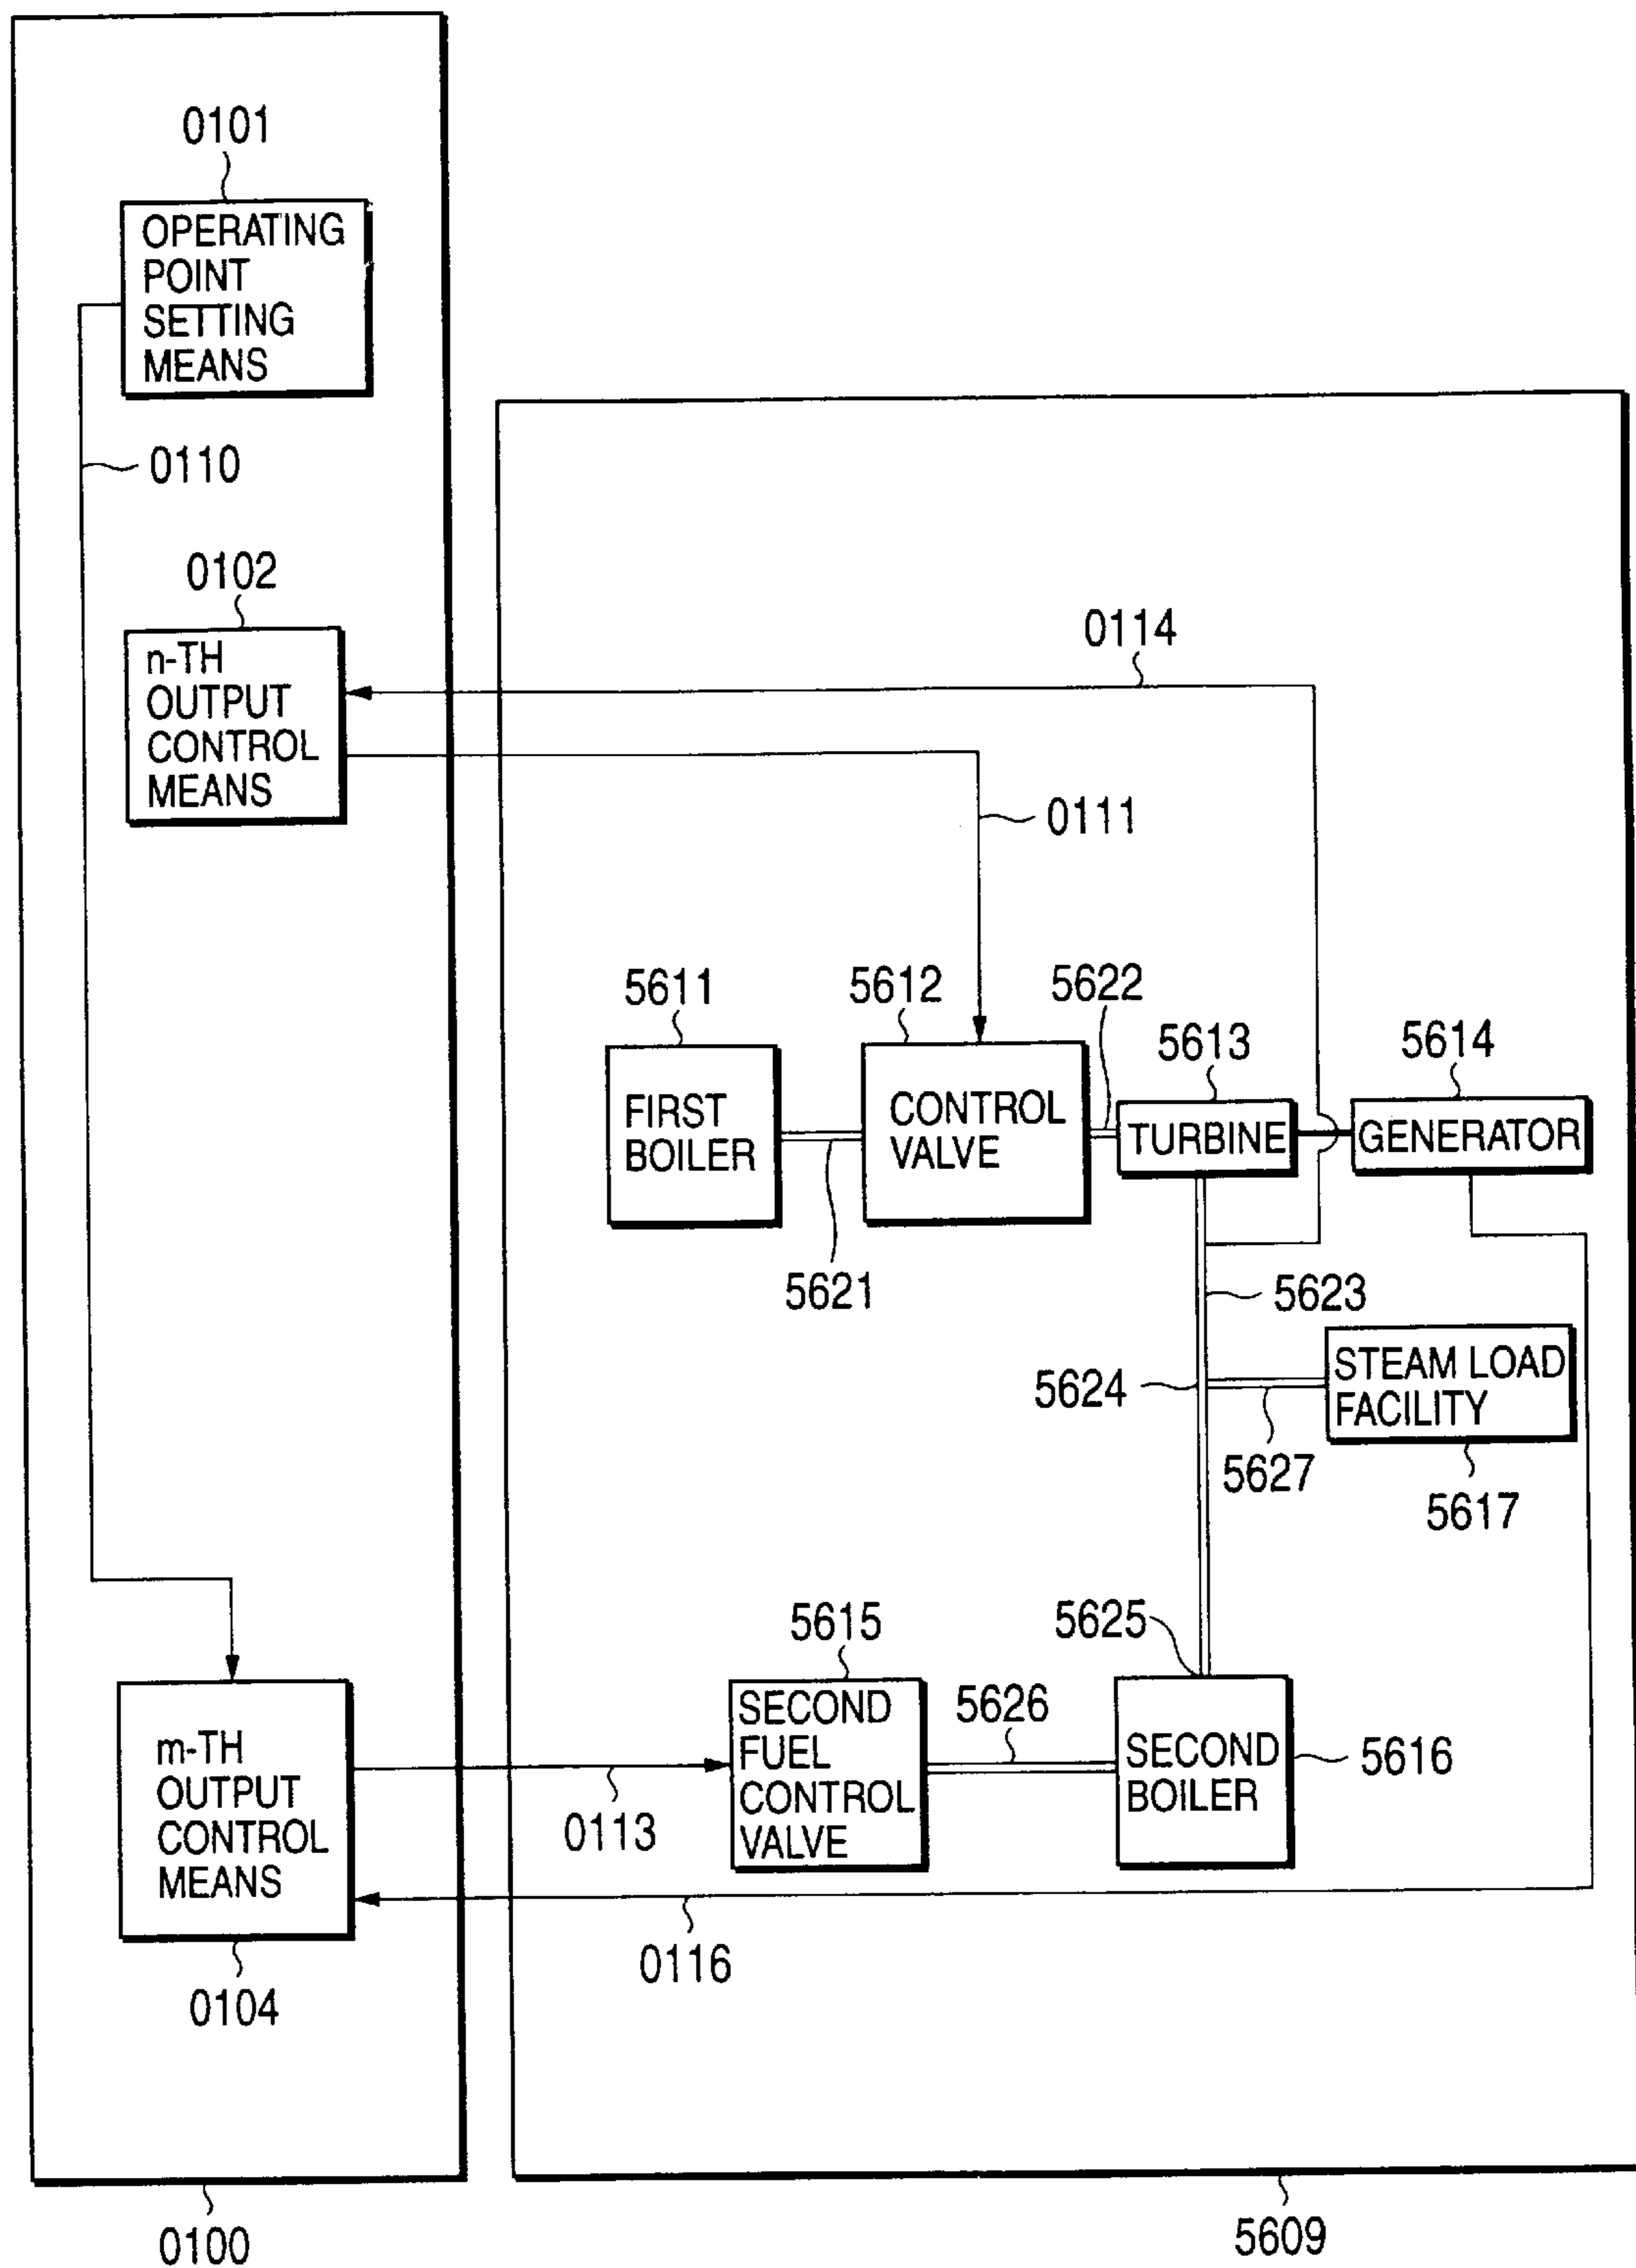 0101
OPERATING
POINT
SETTING
MEANS
0110
0102
n-TH
OUTPUT
CONTROL
MEANS
0114
0111
5611
FIRST
BOILER
5612
CONTROL
VALVE
5622
5613
TURBINE
5614
GENERATOR
5621
5623
5624
STEAM LOAD
FACILITY
5627
5617
5615
SECOND
FUEL
CONTROL
VALVE
5626
5625
SECOND
BOILER
5616
m-TH
OUTPUT
CONTROL
MEANS
0113
0116
0104
0100
5609